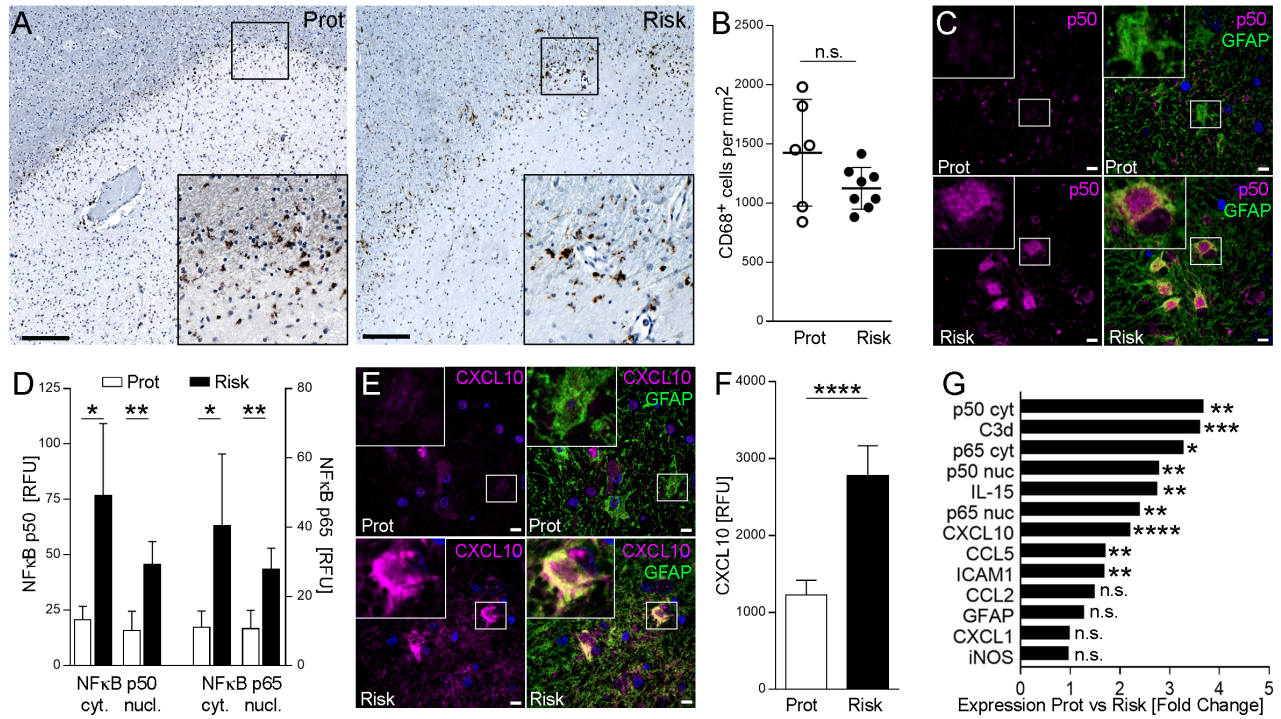 A
Prot
Risk
B
2500
2000
1500
1000
500
0
CD68+ cells per mm2
n.s.
Prot
Risk
C
p50
p50
GFAP
Prot
Prot
p50
p50
GFAP
Risk
Risk
D
Prot
Risk
125
100
75
50
25
0
NFκB p50 [RFU]
*
**
*
**
80
60
40
20
0
NFκB p65 [RFU]
NFκB p50
NFκB p65
cyt.
nucl.
cyt.
nucl.
E
CXCL10
CXCL10
GFAP
Prot
Prot
CXCL10
CXCL10
GFAP
Risk
Risk
F
4000
3000
2000
1000
0
CXCL10 [RFU]
****
Prot
Risk
G
p50 cyt **
C3d ***
p65 cyt *
p50 nuc **
IL-15 **
p65 nuc **
CXCL10 ****
CCL5 **
ICAM1 **
CCL2 n.s.
GFAP n.s.
CXCL1 n.s.
iNOS n.s.
0 1 2 3 4 5
Expression Prot vs Risk [Fold Change]